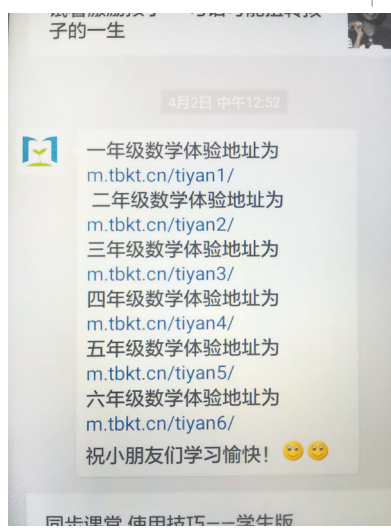 子的一生
4月2日 中午12:52
一年级数学体验地址为
m.tbkt.cn/tiyan1/
二年级数学体验地址为
m.tbkt.cn/tiyan2/
三年级数学体验地址为
m.tbkt.cn/tiyan3/
四年级数学体验地址为
m.tbkt.cn/tiyan4/
五年级数学体验地址为
m.tbkt.cn/tiyan5/
六年级数学体验地址为
m.tbkt.cn/tiyan6/
祝小朋友们学习愉快！
同步课堂 使用技巧——学生版